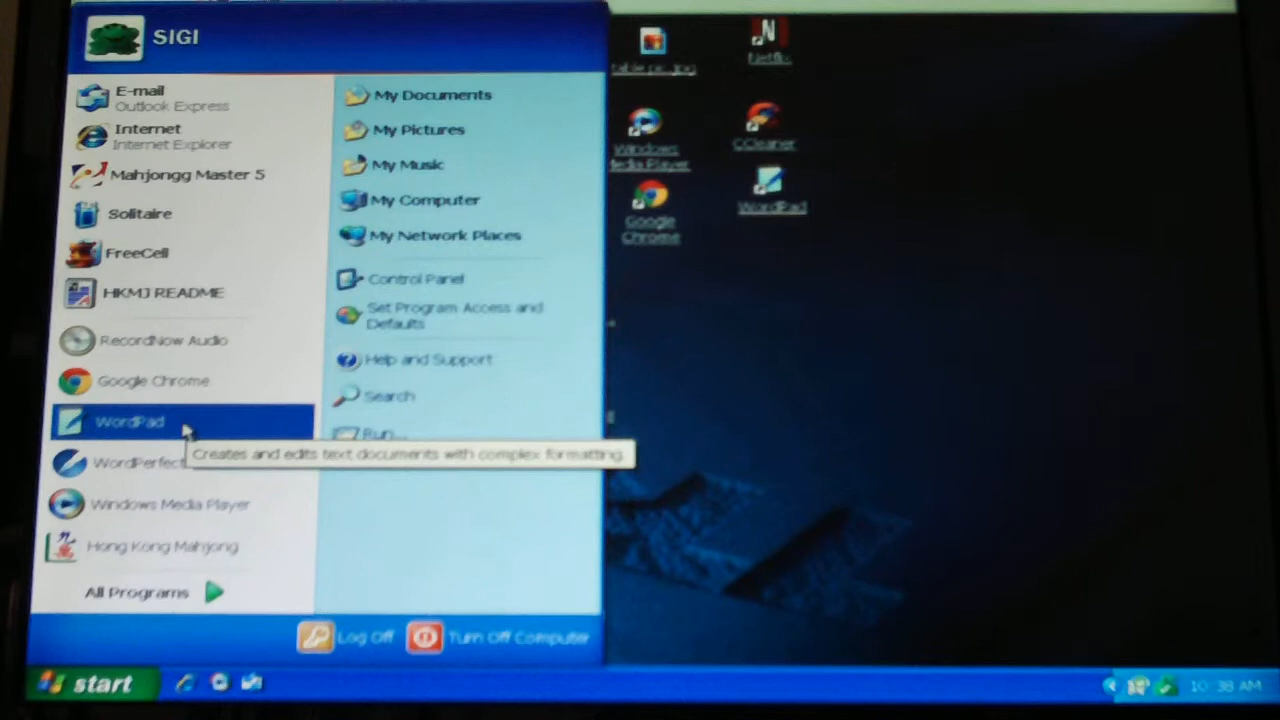 SIGI
E-mail
Outlook Express
Internet
Internet Explorer
Mahjongg Master 5
Solitaire
FreeCell
HKMJ README
RecordNow Audio
Google Chrome
WordPad
WordPerfect
Windows Media Player
Hong Kong Mahjong
All Programs
My Documents
My Pictures
My Music
My Computer
My Network Places
Control Panel
Set Program Access and
Defaults
Help and Support
Search
Run...
Creates and edits text documents with complex formatting.
Log Off
Turn Off Computer
Netflix
Windows
Media Player
CCleaner
Google
Chrome
WordPad
start
10:38 AM